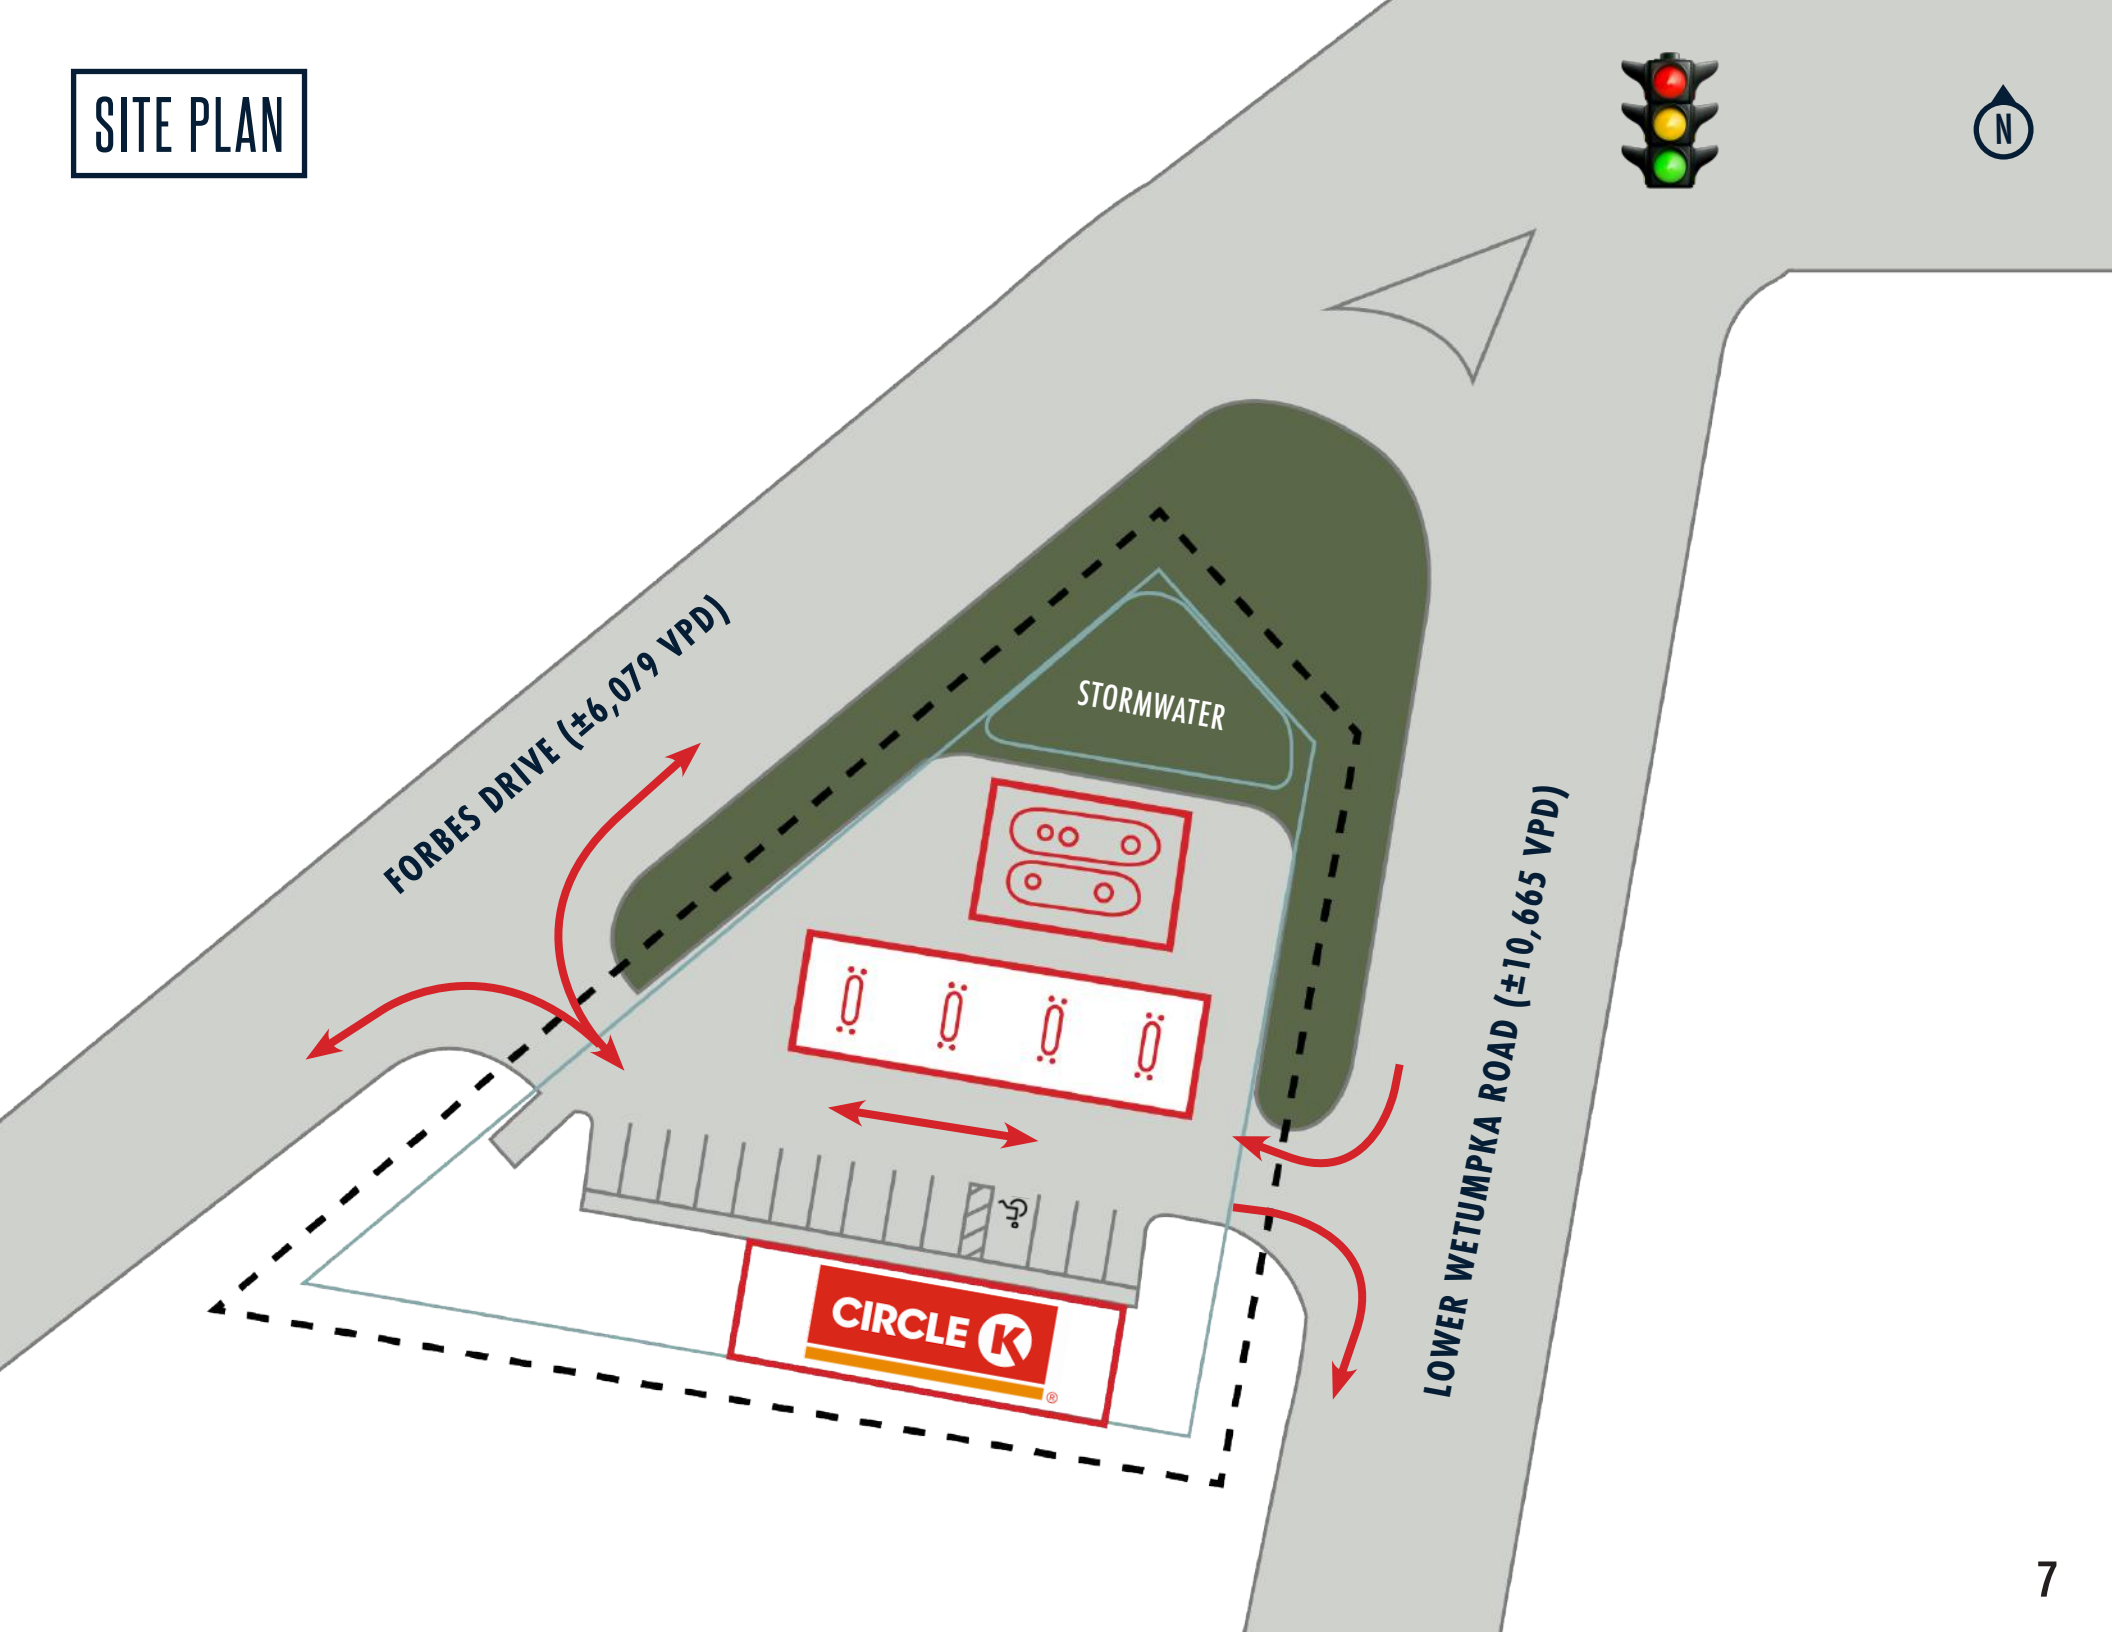 SITE PLAN
N
FORBES DRIVE (±6,079 VPD)
STORMWATER
LOWER WETUMPKA ROAD (±10,665 VPD)
CIRCLE K
®
7